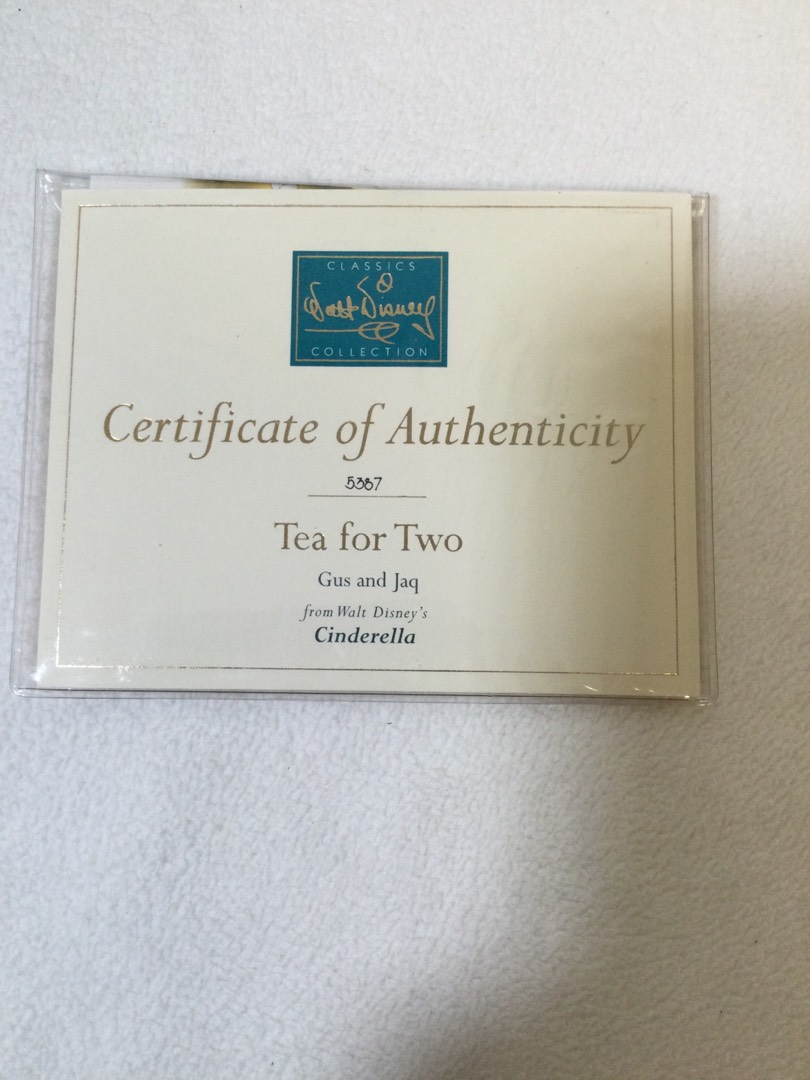 CLASSICS
Walt Disney
COLLECTION
Certificate of Authenticity
5387
Tea for Two
Gus and Jaq
from Walt Disney's
Cinderella